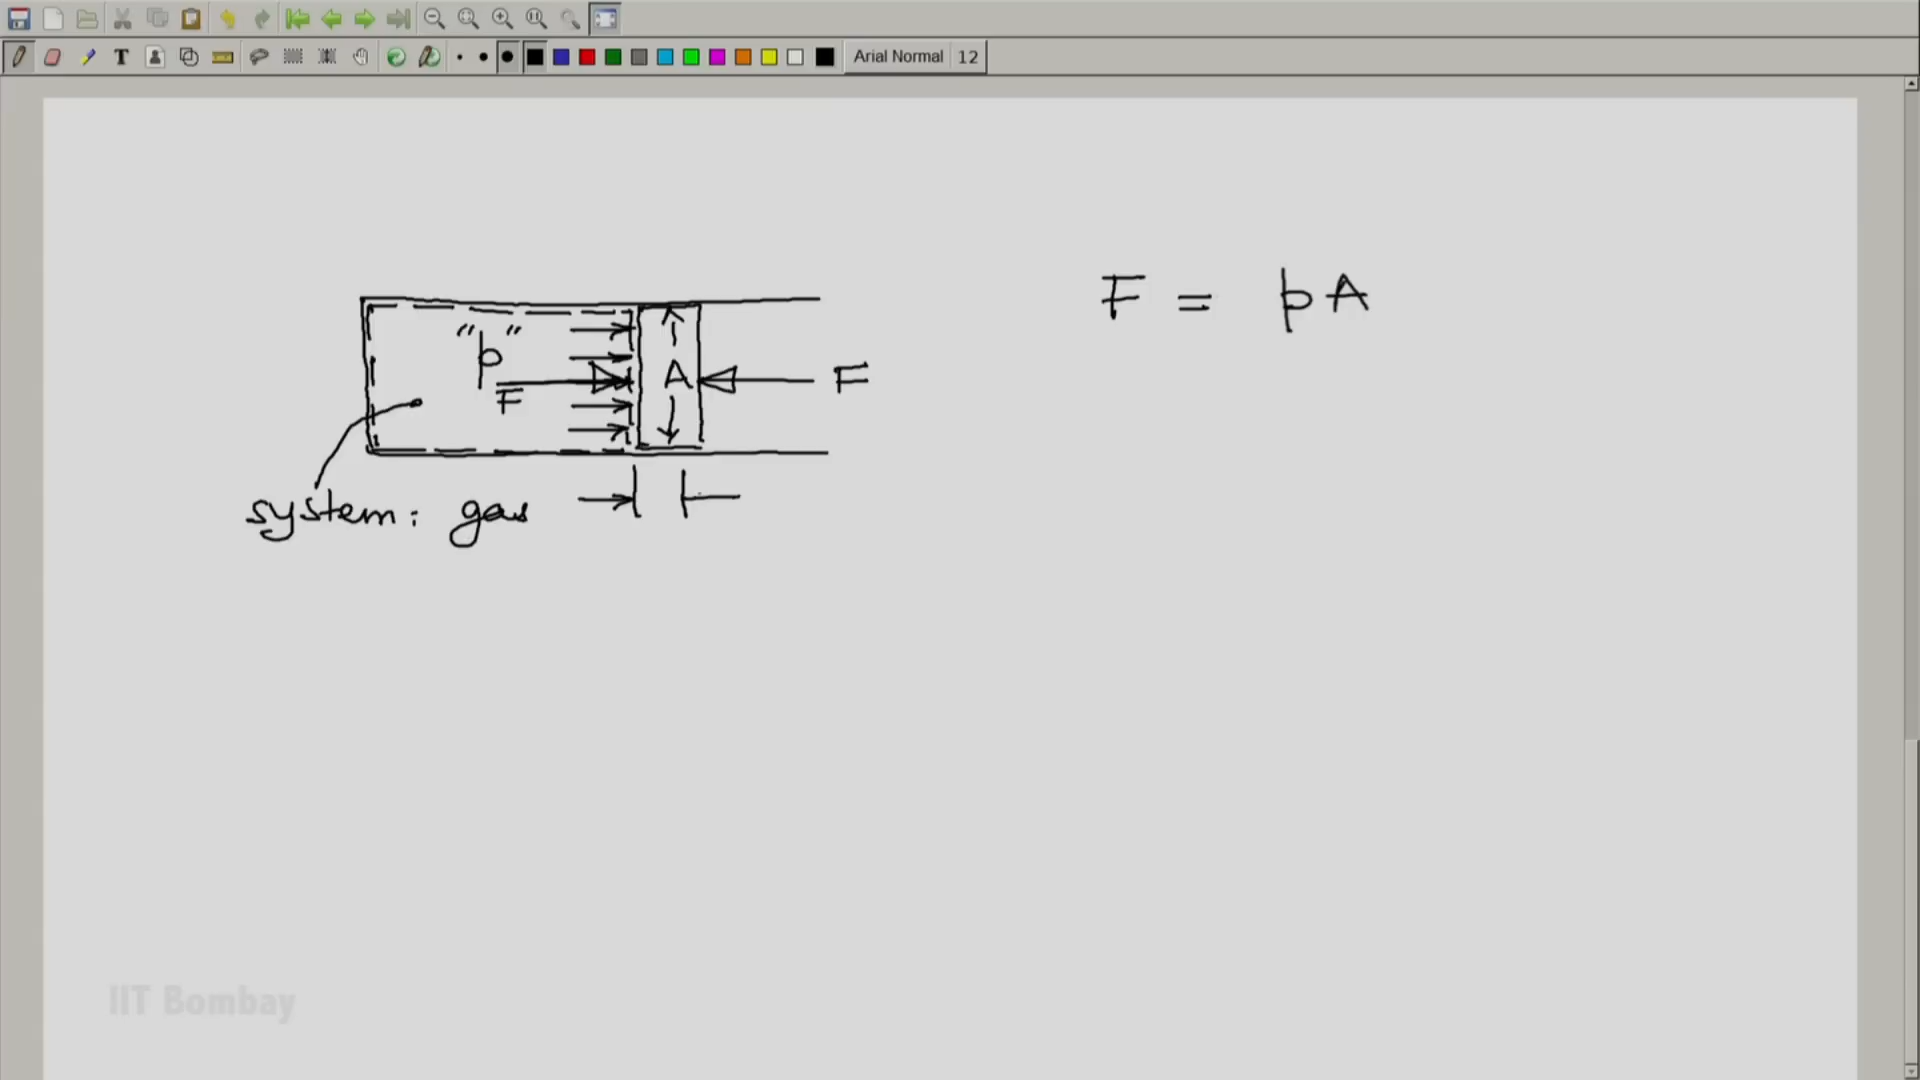 Arial Normal 12
F = pA
"p"
A
F
F
system: gas
IIT Bombay